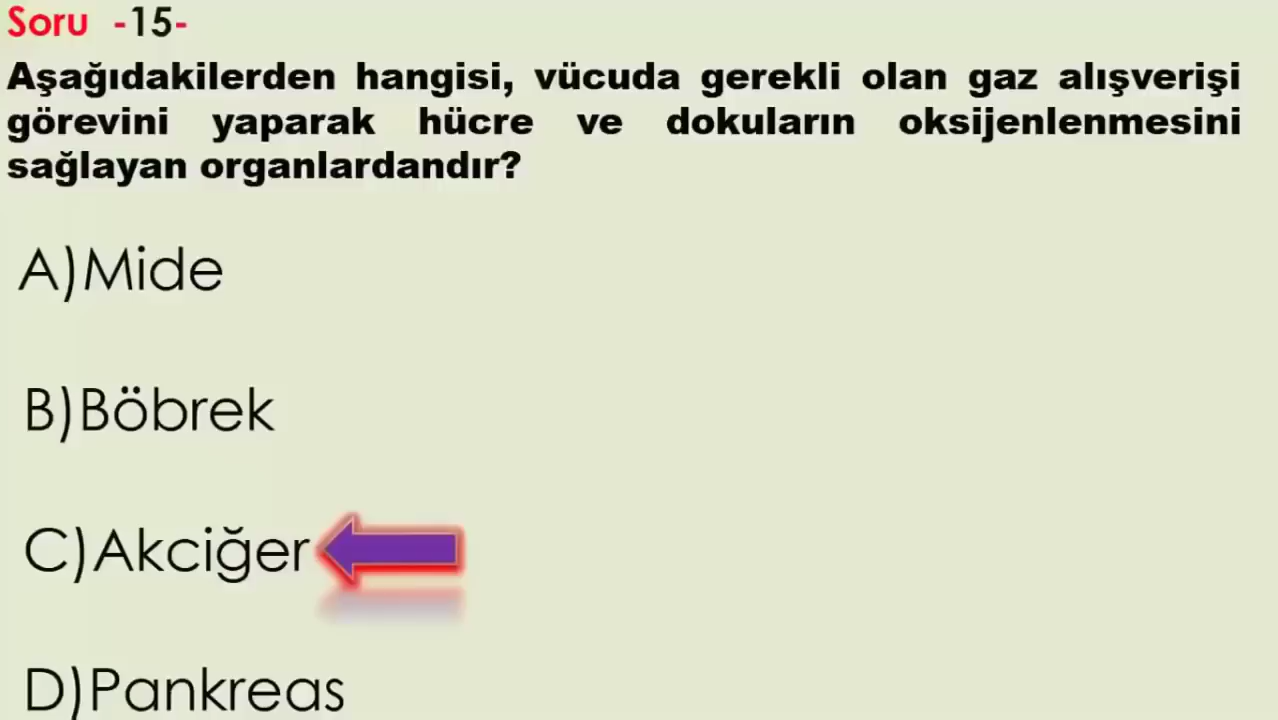 Soru -15-
Aşağıdakilerden hangisi, vücuda gerekli olan gaz alışverişi
görevini yaparak hücre ve dokuların oksijenlenmesini
sağlayan organlardandır?
A)Mide
B)Böbrek
C)Akciğer
D)Pankreas